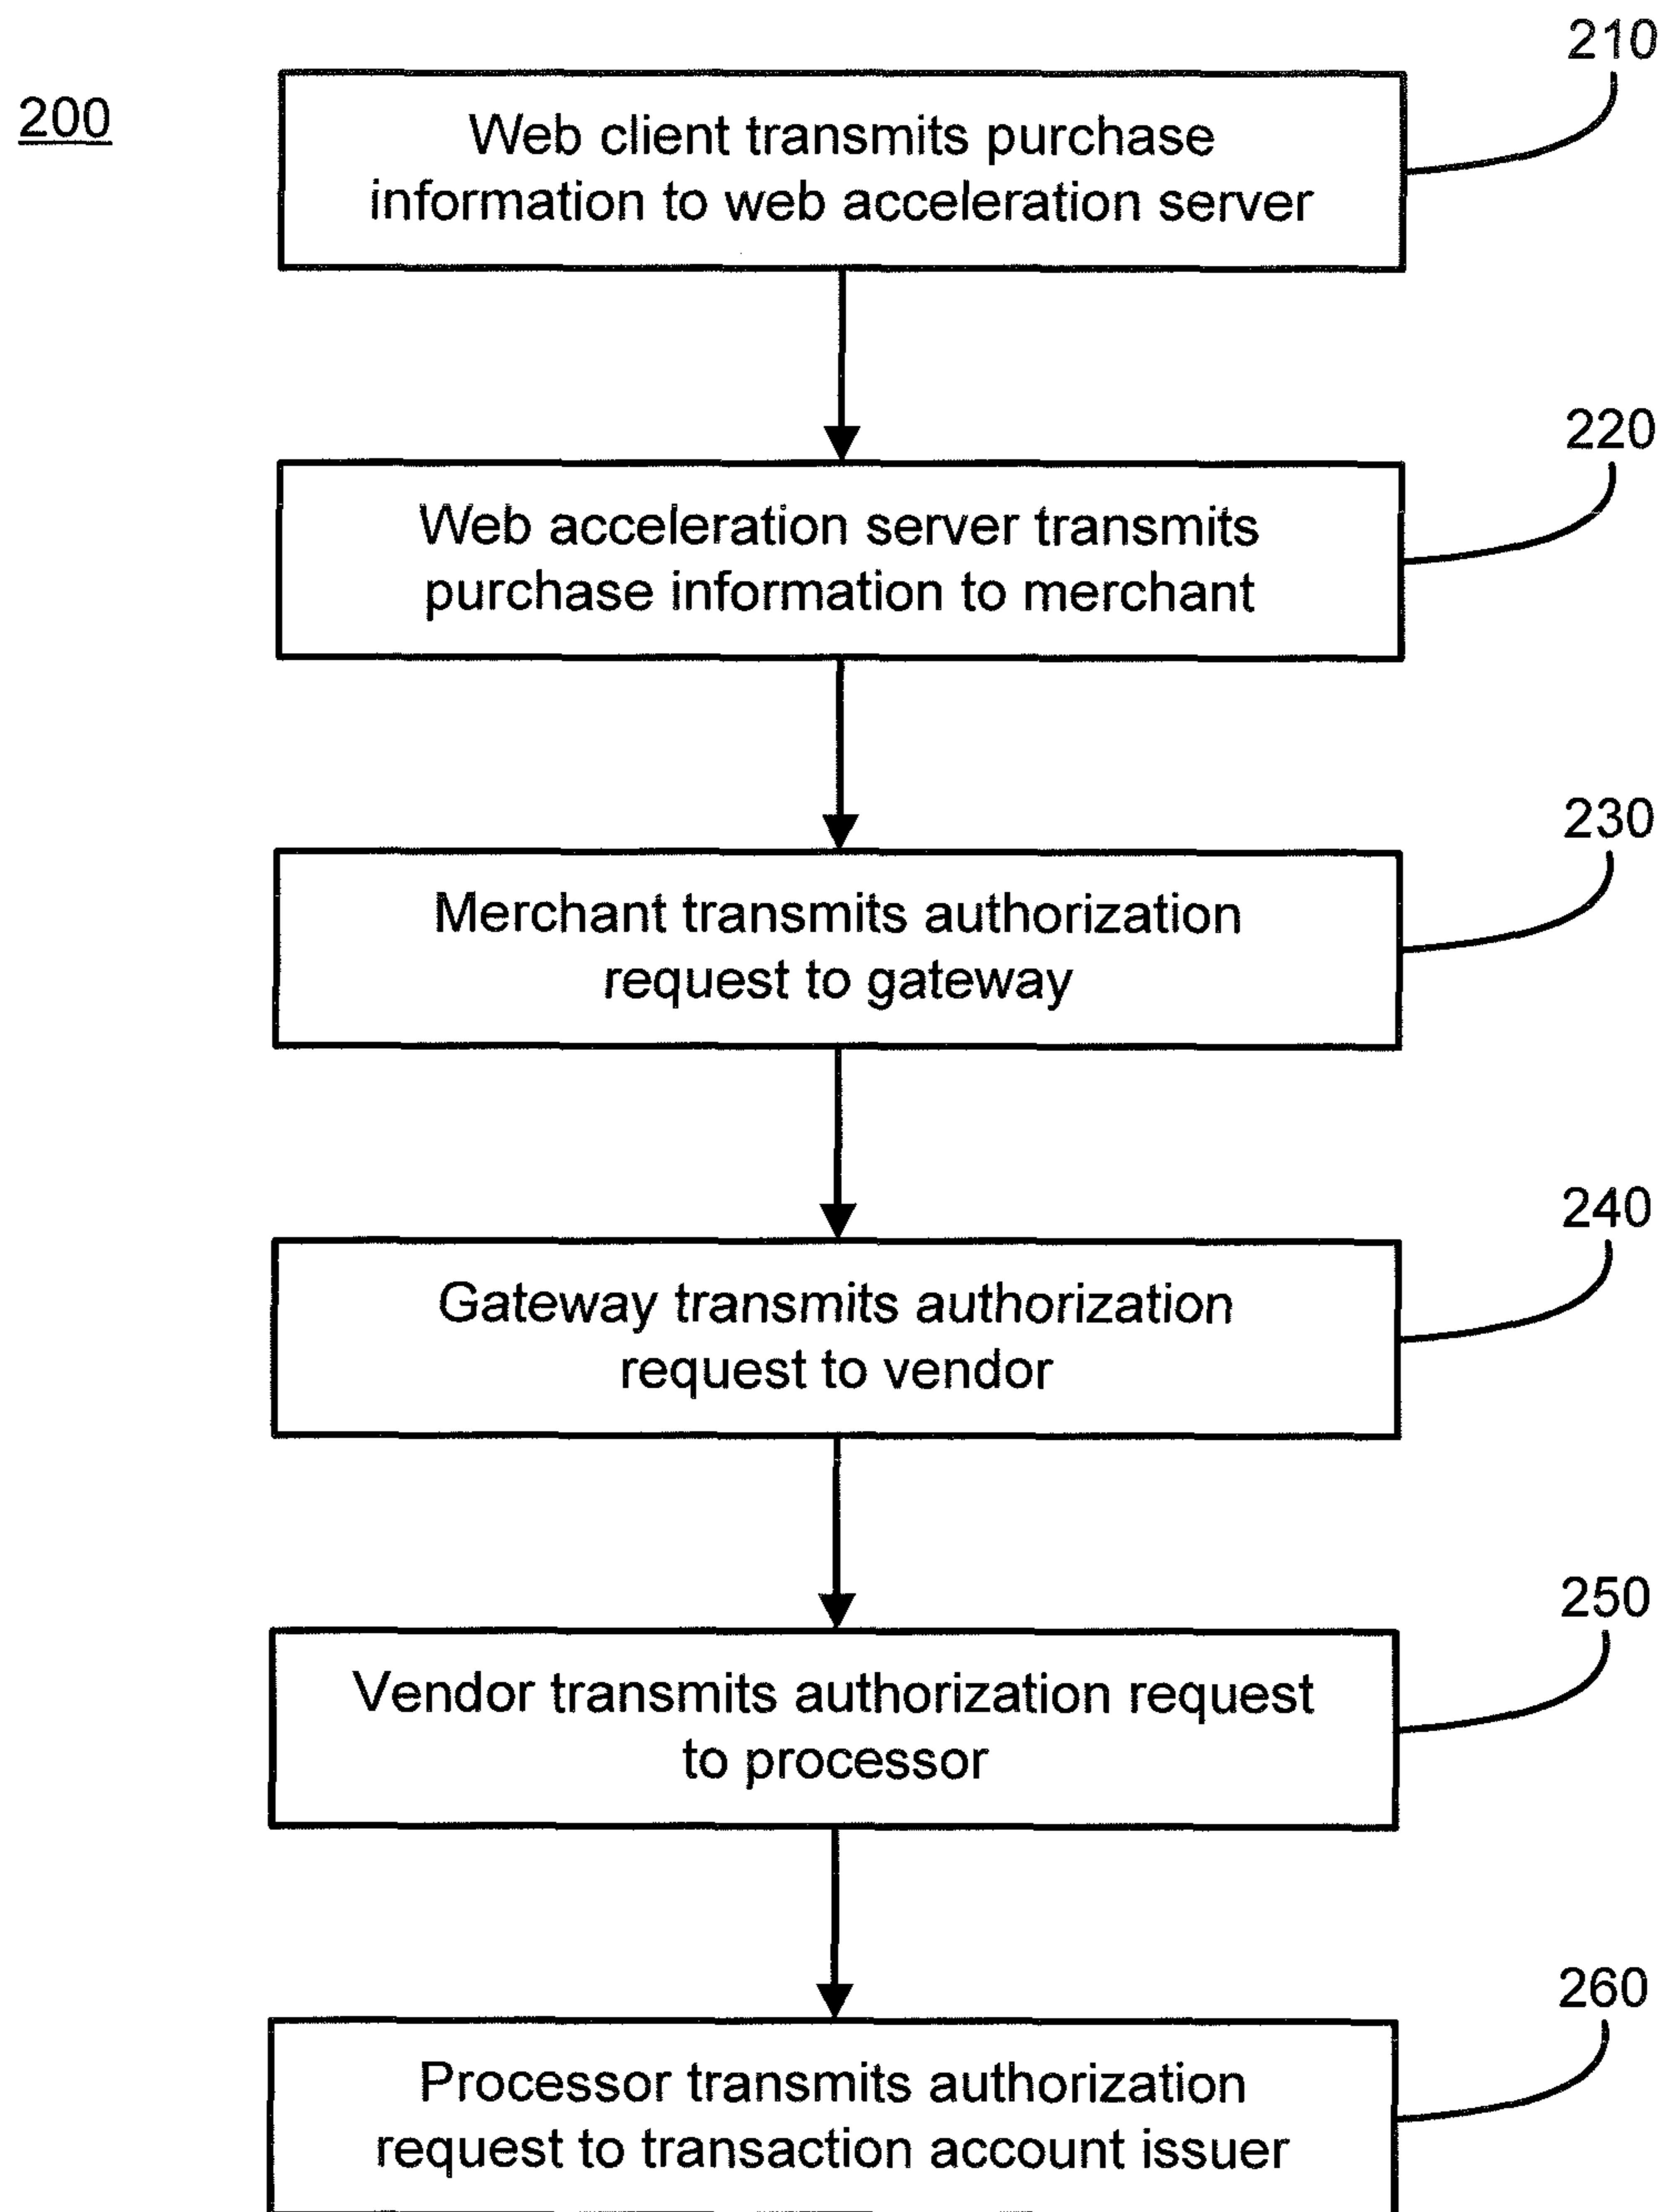 200
210
Web client transmits purchase
information to web acceleration server
220
Web acceleration server transmits
purchase information to merchant
230
Merchant transmits authorization
request to gateway
240
Gateway transmits authorization
request to vendor
250
Vendor transmits authorization request
to processor
260
Processor transmits authorization
request to transaction account issuer